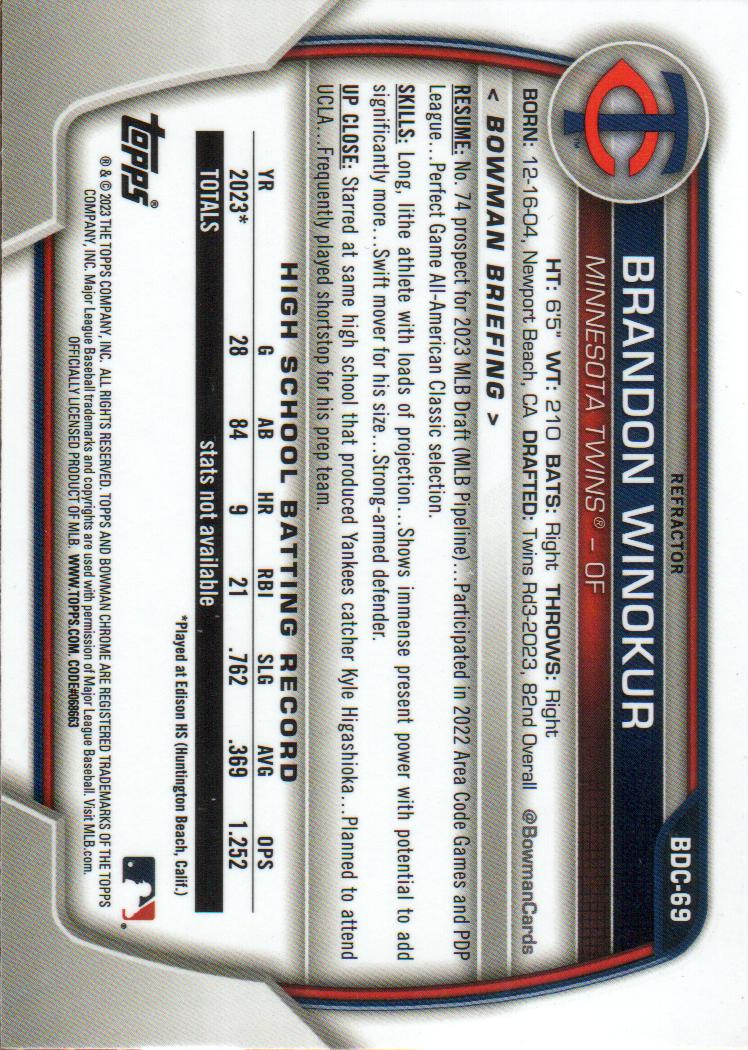 REFRACTOR
BDC-69
BRANDON WINOKUR
MINNESOTA TWINS® – OF
TC™
HT: 6'5" WT: 210 BATS: Right THROWS: Right
BORN: 12-16-04, Newport Beach, CA DRAFTED: Twins Rd3-2023, 82nd Overall @BowmanCards
< BOWMAN BRIEFING >
RESUME: No. 74 prospect for 2023 MLB Draft (MLB Pipeline)...Participated in 2022 Area Code Games and PDP
League...Perfect Game All-American Classic selection.
SKILLS: Long, lithe athlete with loads of projection...Shows immense present power with potential to add
significantly more...Swift mover for his size...Strong-armed defender.
UP CLOSE: Starred at same high school that produced Yankees catcher Kyle Higashioka...Planned to attend
UCLA...Frequently played shortstop for his prep team.
HIGH SCHOOL BATTING RECORD
YR G AB HR RBI SLG AVG OPS
2023* 28 84 9 21 .762 .369 1.252
TOTALS stats not available
*Played at Edison HS (Huntington Beach, Calif.)
topps®
® & © 2023 THE TOPPS COMPANY, INC. ALL RIGHTS RESERVED. TOPPS AND BOWMAN CHROME ARE REGISTERED TRADEMARKS OF THE TOPPS
COMPANY, INC. Major League Baseball trademarks and copyrights are used with permission of Major League Baseball. Visit MLB.com.
OFFICIALLY LICENSED PRODUCT OF MLB. WWW.TOPPS.COM. CODE#068663